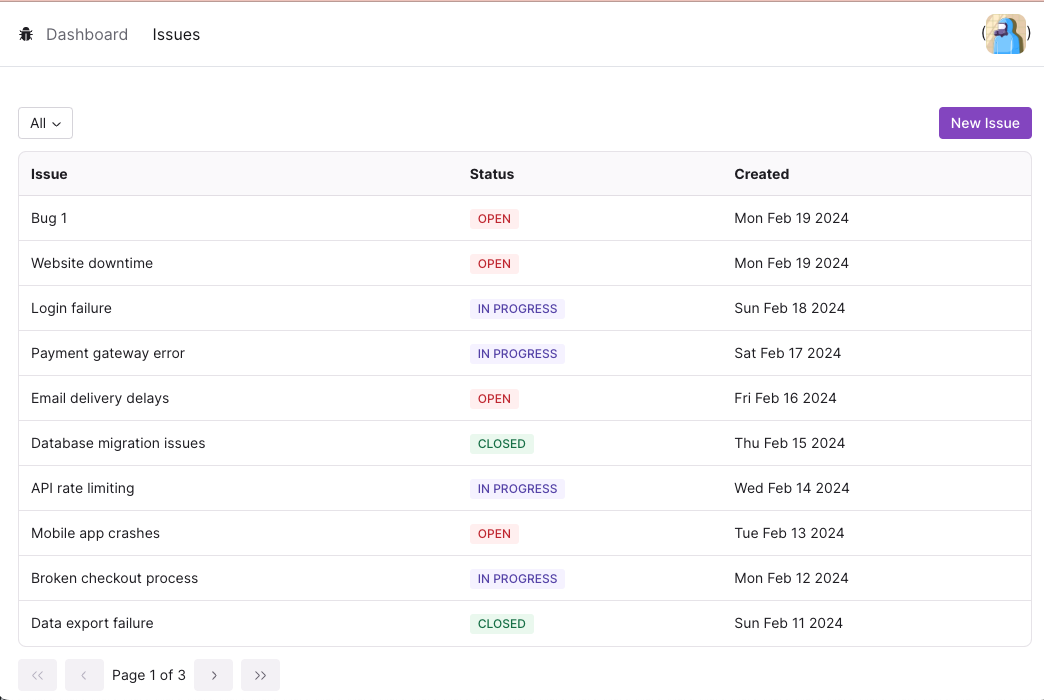 Dashboard Issues ( )
All New Issue
Issue Status Created
Bug 1 OPEN Mon Feb 19 2024
Website downtime OPEN Mon Feb 19 2024
Login failure IN PROGRESS Sun Feb 18 2024
Payment gateway error IN PROGRESS Sat Feb 17 2024
Email delivery delays OPEN Fri Feb 16 2024
Database migration issues CLOSED Thu Feb 15 2024
API rate limiting IN PROGRESS Wed Feb 14 2024
Mobile app crashes OPEN Tue Feb 13 2024
Broken checkout process IN PROGRESS Mon Feb 12 2024
Data export failure CLOSED Sun Feb 11 2024
Page 1 of 3